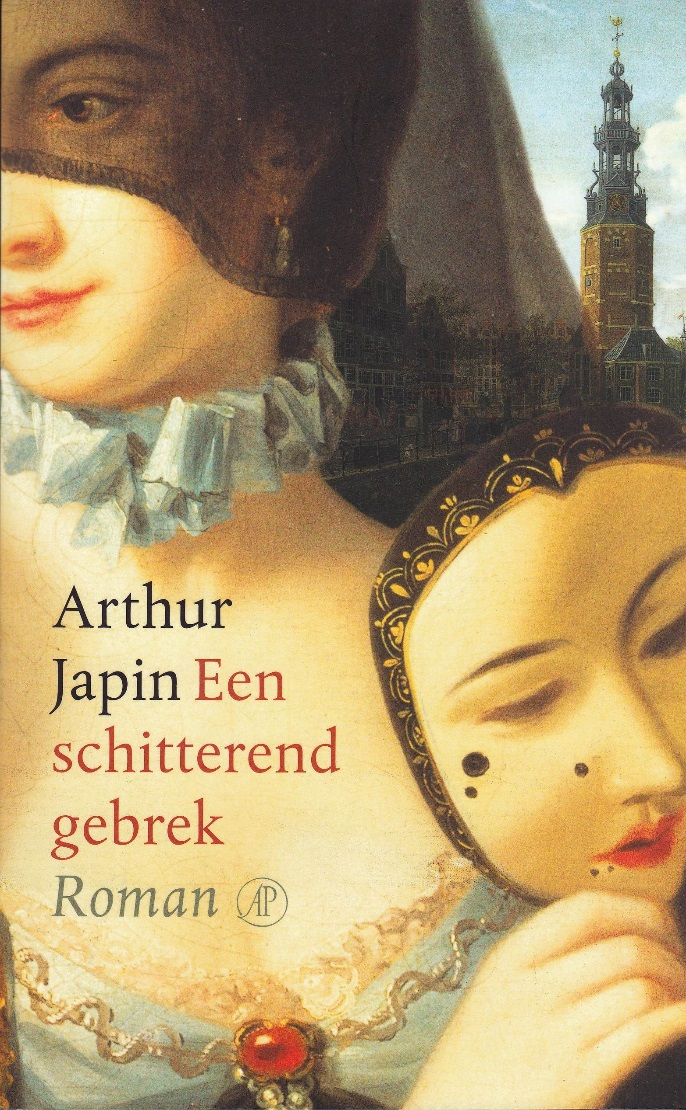 Arthur
Japin Een
schitterend
gebrek
Roman AP